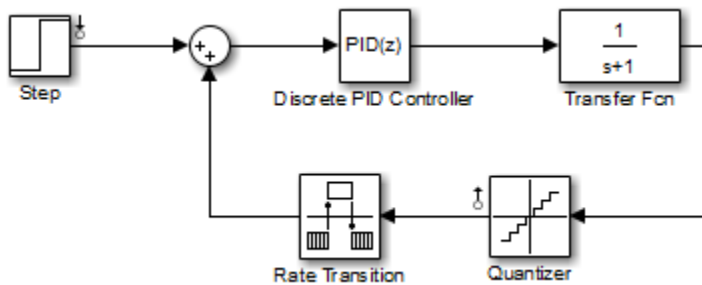 +
+
PID(z)
1
s+1
Step
Discrete PID Controller
Transfer Fcn
Rate Transition
Quantizer